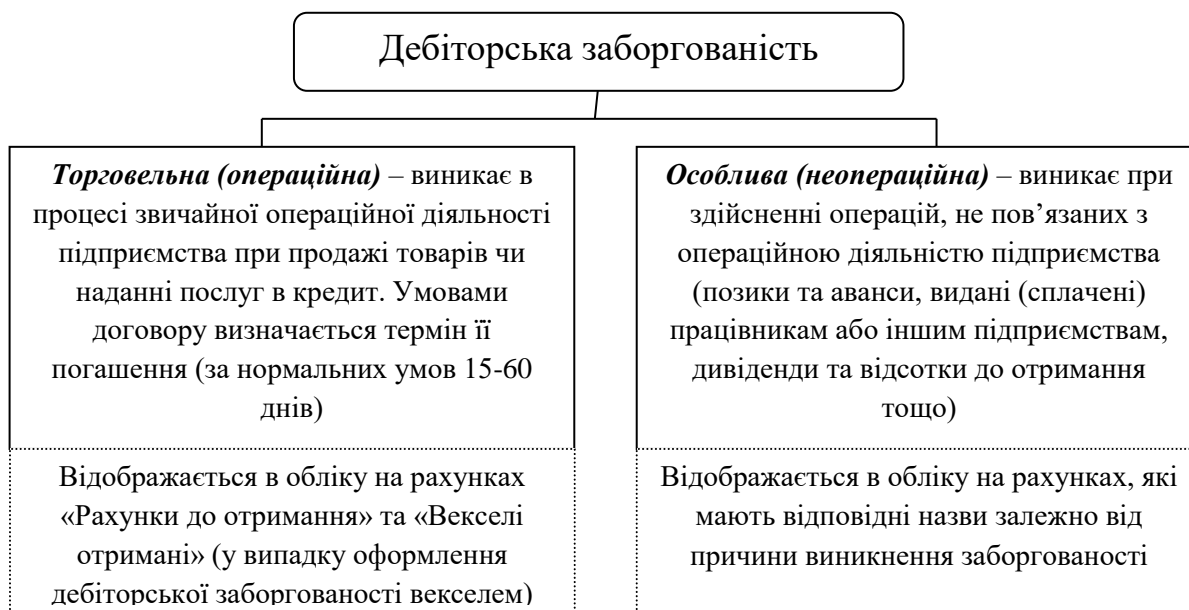 Дебіторська заборгованість
Торговельна (операційна) – виникає в
процесі звичайної операційної діяльності
підприємства при продажі товарів чи
наданні послуг в кредит. Умовами
договору визначається термін її
погашення (за нормальних умов 15-60
днів)
Відображається в обліку на рахунках
«Рахунки до отримання» та «Векселі
отримані» (у випадку оформлення
дебіторської заборгованості векселем)
Особлива (неопераційна) – виникає при
здійсненні операцій, не пов’язаних з
операційною діяльністю підприємства
(позики та аванси, видані (сплачені)
працівникам або іншим підприємствам,
дивіденди та відсотки до отримання
тощо)
Відображається в обліку на рахунках, які
мають відповідні назви залежно від
причини виникнення заборгованості